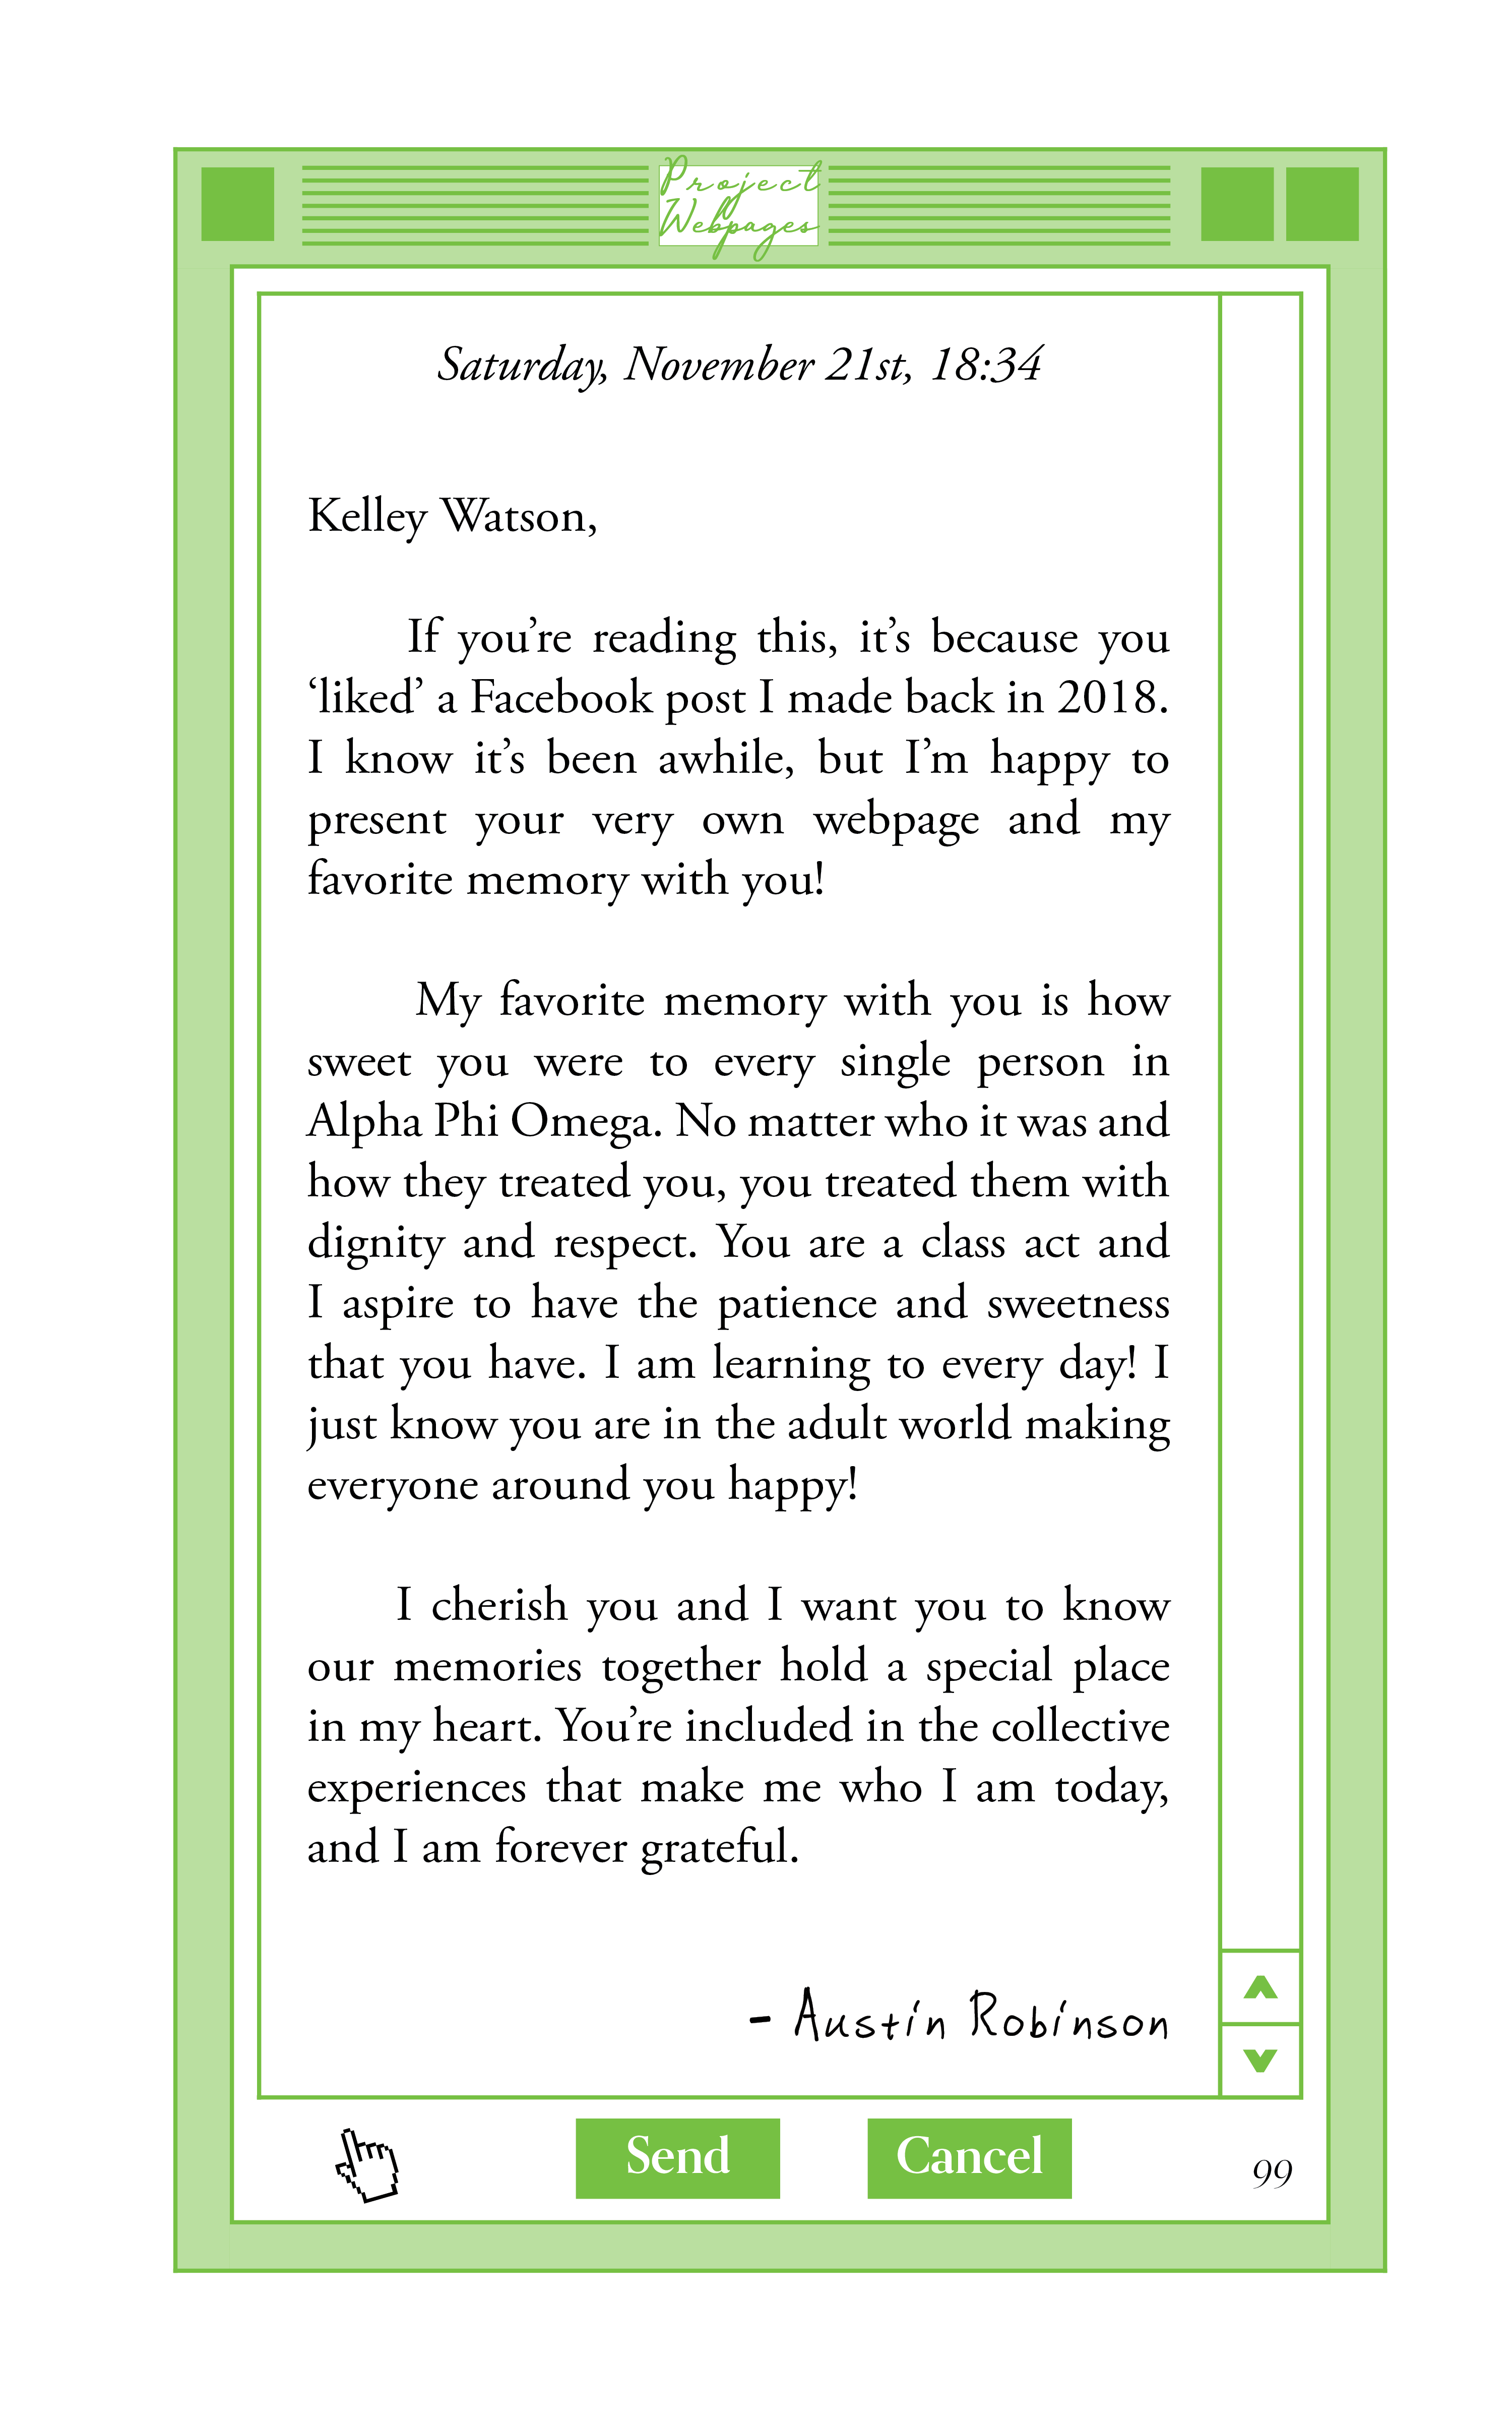 Project
Webpages
Saturday, November 21st, 18:34
Kelley Watson,
If you’re reading this, it’s because you
‘liked’ a Facebook post I made back in 2018.
I know it’s been awhile, but I’m happy to
present your very own webpage and my
favorite memory with you!
My favorite memory with you is how
sweet you were to every single person in
Alpha Phi Omega. No matter who it was and
how they treated you, you treated them with
dignity and respect. You are a class act and
I aspire to have the patience and sweetness
that you have. I am learning to every day! I
just know you are in the adult world making
everyone around you happy!
I cherish you and I want you to know
our memories together hold a special place
in my heart. You’re included in the collective
experiences that make me who I am today,
and I am forever grateful.
- Austin Robinson
Send Cancel 99